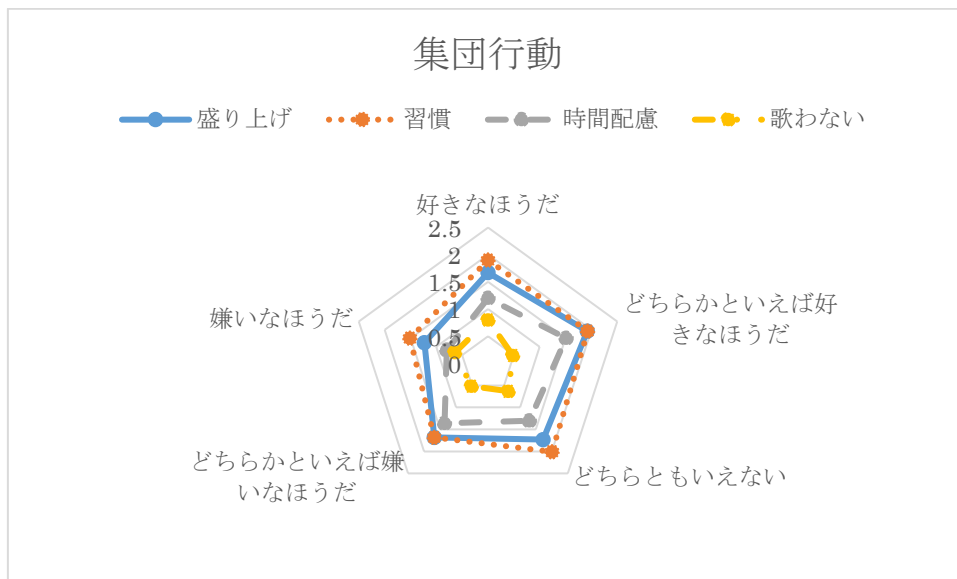 集団行動
盛り上げ 習慣 時間配慮 歌わない
好きなほうだ
2.5
2
1.5
1
0.5
0
どちらかといえば好
きなほうだ
嫌いなほうだ
どちらかといえば嫌
いなほうだ
どちらともいえない